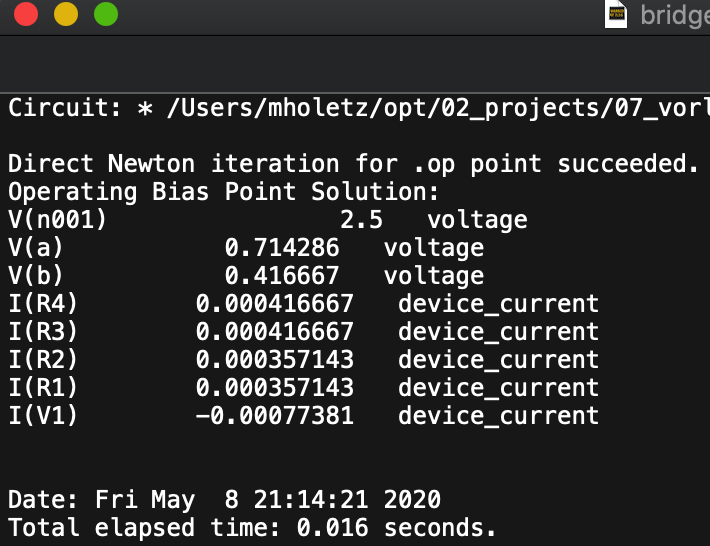 bridge
Circuit: * /Users/mholetz/opt/02_projects/07_vorl
Direct Newton iteration for .op point succeeded.
Operating Bias Point Solution:
V(n001)                2.5   voltage
V(a)           0.714286   voltage
V(b)           0.416667   voltage
I(R4)        0.000416667   device_current
I(R3)        0.000416667   device_current
I(R2)        0.000357143   device_current
I(R1)        0.000357143   device_current
I(V1)        -0.00077381   device_current
Date: Fri May  8 21:14:21 2020
Total elapsed time: 0.016 seconds.